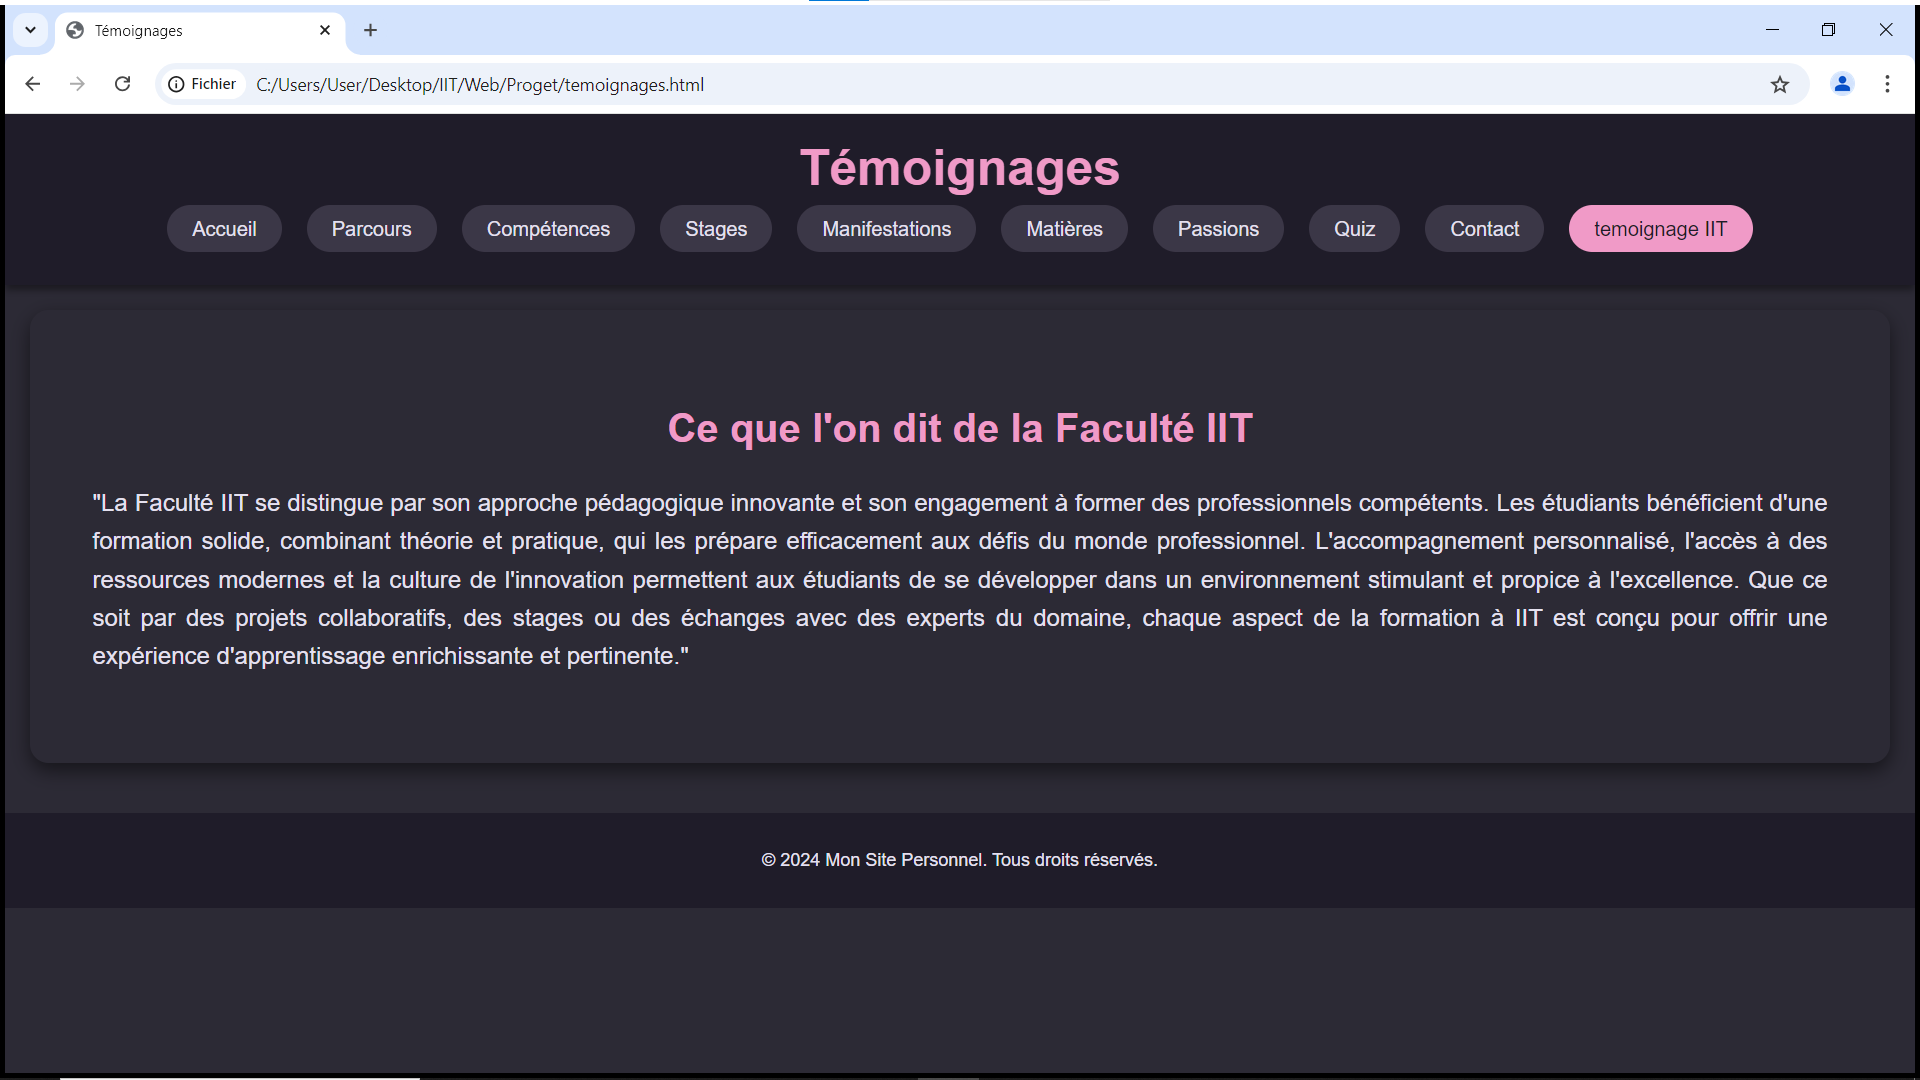 Témoignages
Fichier C:/Users/User/Desktop/IIT/Web/Proget/temoignages.html
Témoignages
Accueil Parcours Compétences Stages Manifestations Matières Passions Quiz Contact temoignage IIT
Ce que l'on dit de la Faculté IIT
"La Faculté IIT se distingue par son approche pédagogique innovante et son engagement à former des professionnels compétents. Les étudiants bénéficient d'une
formation solide, combinant théorie et pratique, qui les prépare efficacement aux défis du monde professionnel. L'accompagnement personnalisé, l'accès à des
ressources modernes et la culture de l'innovation permettent aux étudiants de se développer dans un environnement stimulant et propice à l'excellence. Que ce
soit par des projets collaboratifs, des stages ou des échanges avec des experts du domaine, chaque aspect de la formation à IIT est conçu pour offrir une
expérience d'apprentissage enrichissante et pertinente."
© 2024 Mon Site Personnel. Tous droits réservés.